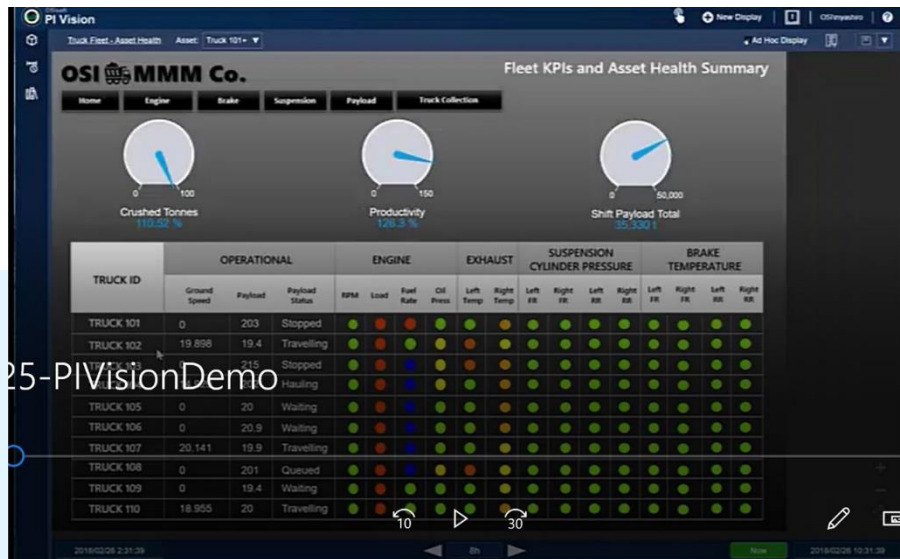 OSIsoft
PI Vision
New Display
Truck Fleet - Asset Health Asset: Truck 101+
Ad Hoc Display
OSI MMM Co.
Fleet KPIs and Asset Health Summary
Home Engine Brake Suspension Payload Truck Collection
0 100
0 150
0 50,000
Crushed Tonnes
110.52 %
Productivity
126.3 %
Shift Payload Total
35,330 t
TRUCK ID OPERATIONAL ENGINE EXHAUST SUSPENSION CYLINDER PRESSURE BRAKE TEMPERATURE
Ground Speed Payload Payload Status RPM Load Fuel Rate Oil Press Left Temp Right Temp Left FR Right FR Left RR Right RR Left FR Right FR Left RR Right RR
TRUCK 101 0 203 Stopped
TRUCK 102 19.898 19.4 Travelling
0 215 Stopped
Hauling
25-PIVisionDemo
TRUCK 105 0 20 Waiting
TRUCK 106 0 20.9 Waiting
TRUCK 107 20.141 19.9 Travelling
TRUCK 108 0 201 Queued
TRUCK 109 0 19.4 Waiting
TRUCK 110 18.955 20 Travelling
10 30
2018/02/26 2:31:39 8h Now 2018/02/26 10:31:39